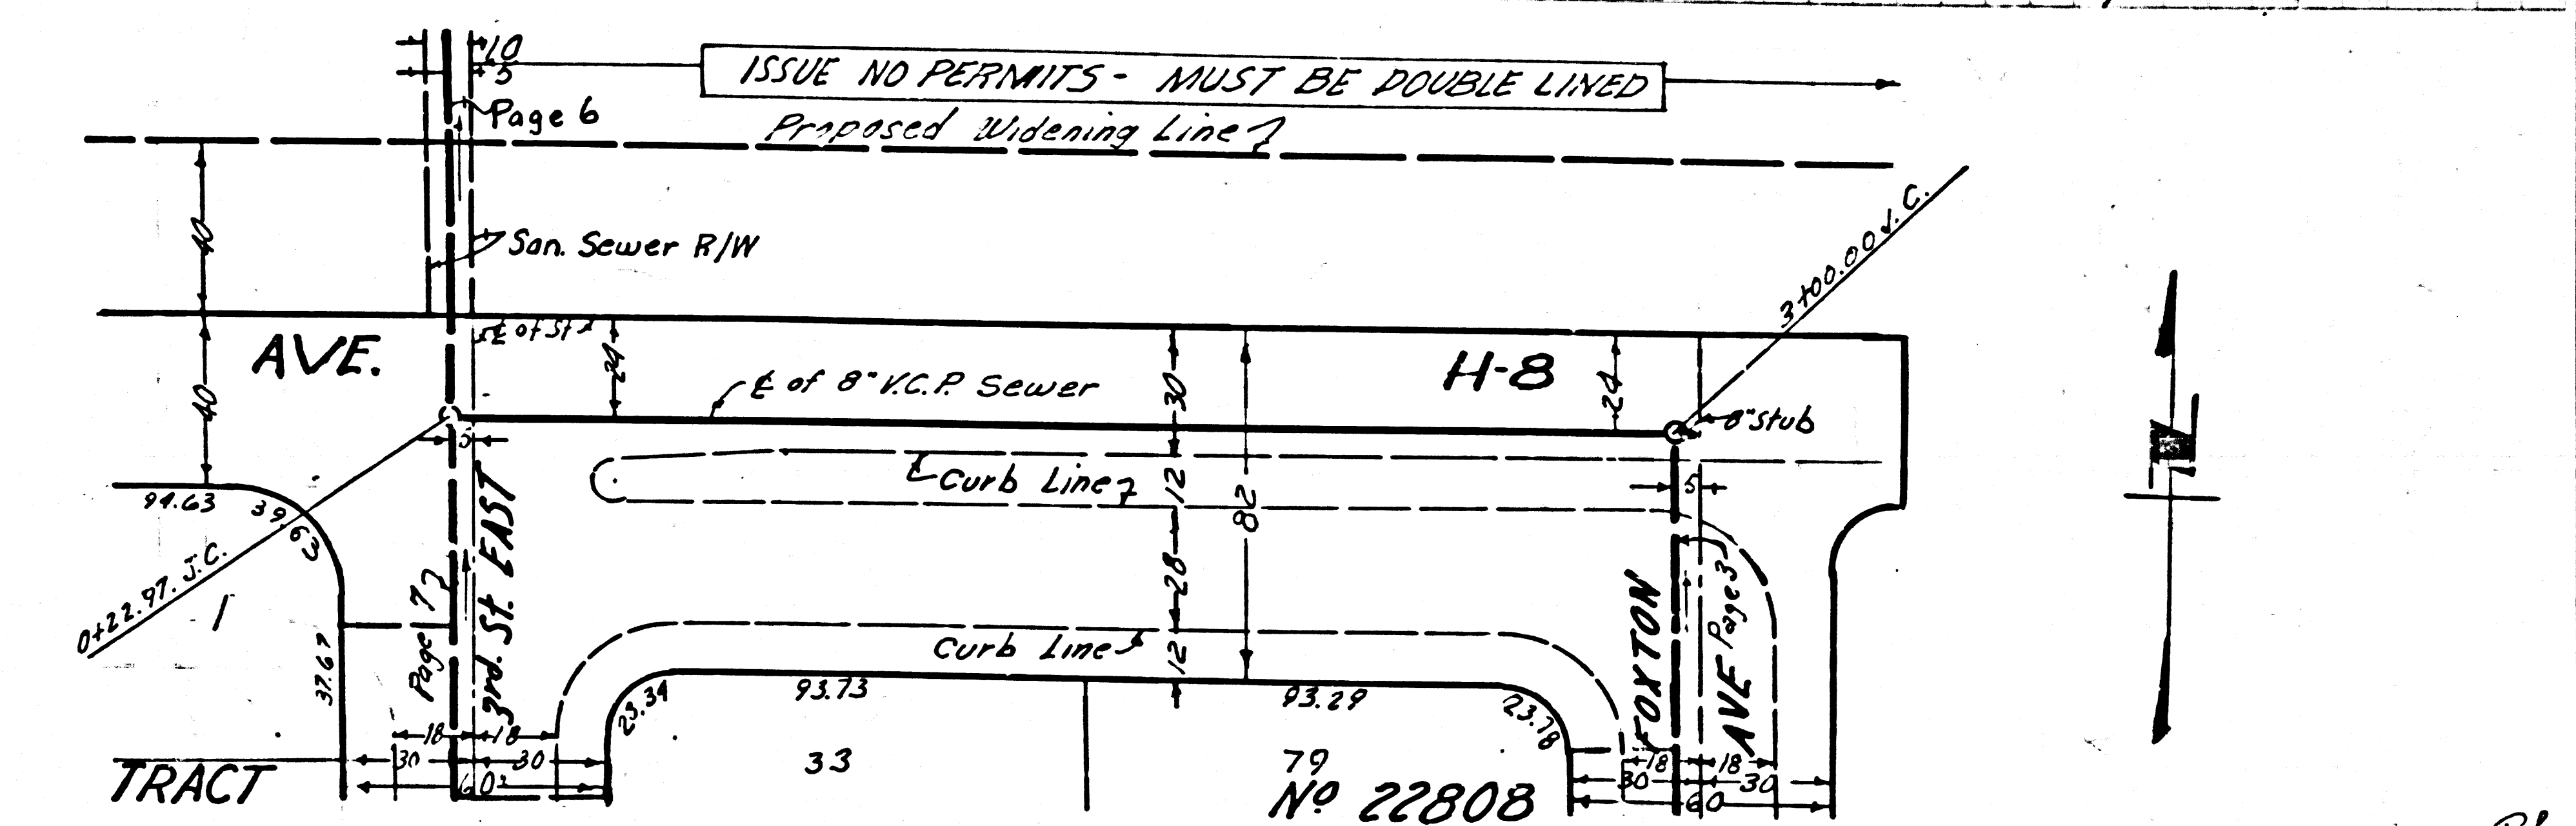 10
5
ISSUE NO PERMITS - MUST BE DOUBLE LINED
Page 6
Proposed Widening Line
40
San. Sewer R/W
3+00.00 J.C.
℄ of St
AVE.
24
30
H-8
24
40
℄ of 8" V.C.P. Sewer
8" Stub
5
Curb Line
12
82
5
94.63
39.63
0+22.97. J.C.
1
Page 7
3rd. St. EAST
28
FOXTON
AVE
Page 3
37.67
Curb Line
12
23.34
93.73
93.29
23.78
18
18
30
30
60
33
79
18
18
30
30
60
TRACT
Nº 22808
N